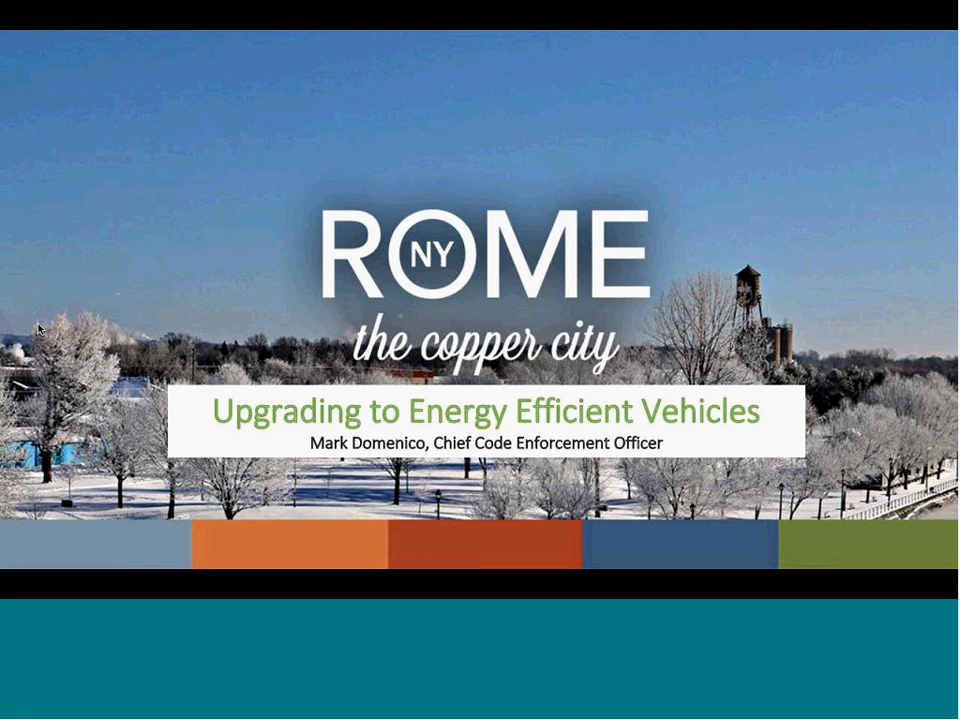 ROME
NY
the copper city
Upgrading to Energy Efficient Vehicles
Mark Domenico, Chief Code Enforcement Officer